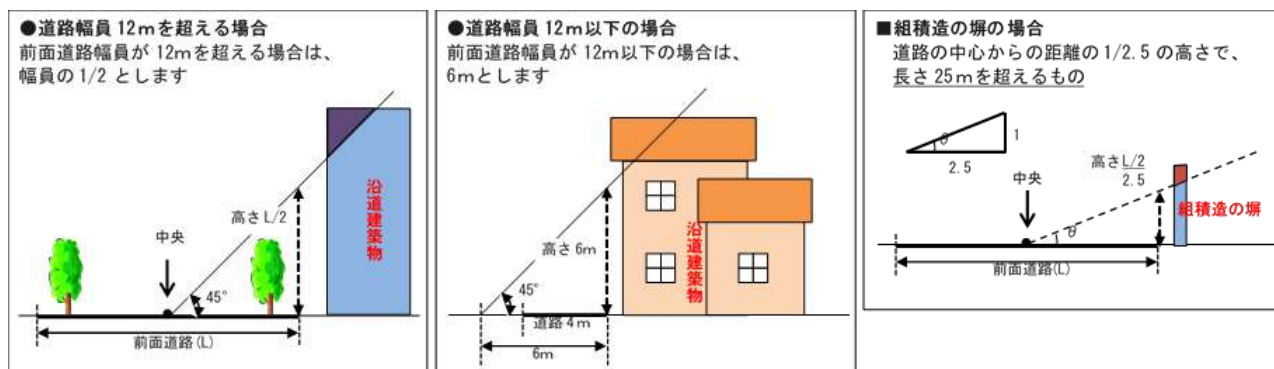 ●道路幅員 12mを超える場合
前面道路幅員が 12mを超える場合は、
幅員の1/2 とします
沿道建築物
高さL/2
中央
45°
前面道路(L)
●道路幅員 12m以下の場合
前面道路幅員が 12m以下の場合は、
6mとします
沿道建築物
高さ6m
45°
道路4m
6m
■組積造の塀の場合
道路の中心からの距離の1/2.5 の高さで、
長さ 25mを超えるもの
θ
1
2.5
高さL/2
2.5
中央
組積造の塀
θ
前面道路(L)